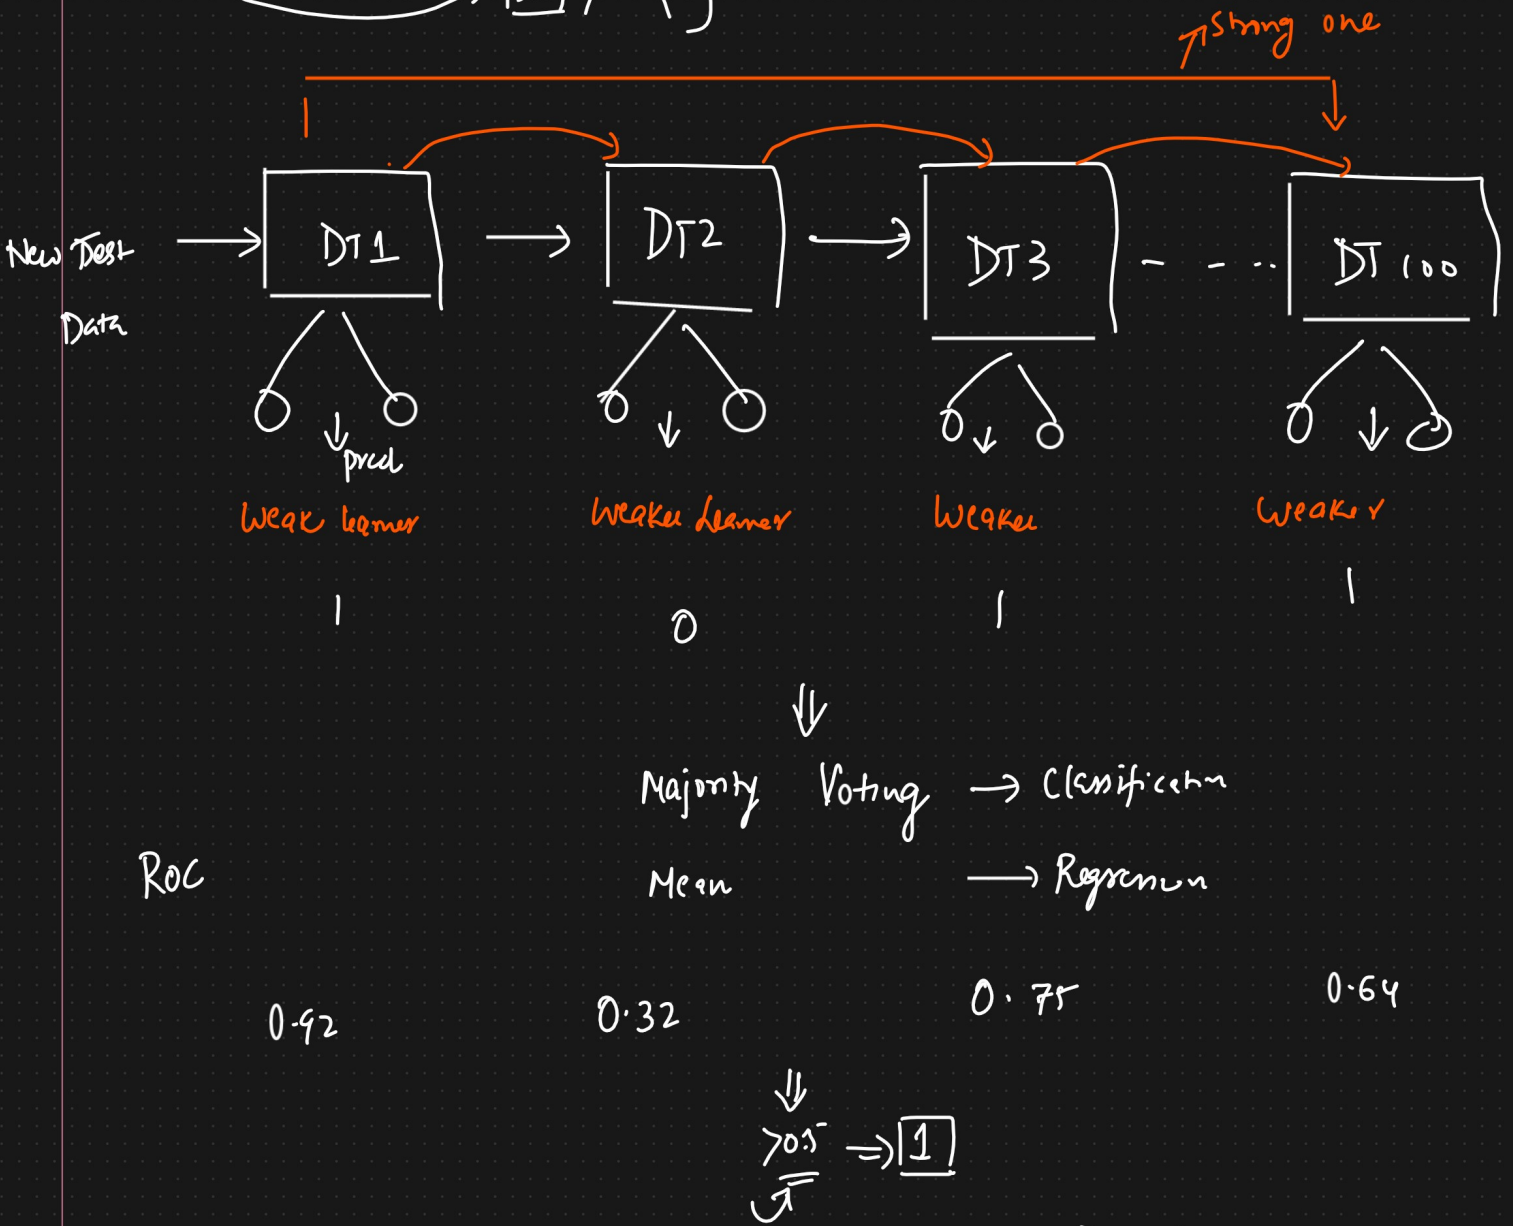 Strong one
New Test Data
DT1
DT2
DT3
- - ...
DT 100
pred
Weak learner
Weaker Learner
Weaker
Weaker
1
0
1
1
Majority Voting → Classification
ROC
Mean → Regression
0.92
0.32
0.75
0.64
>0.5 ⇒ 1